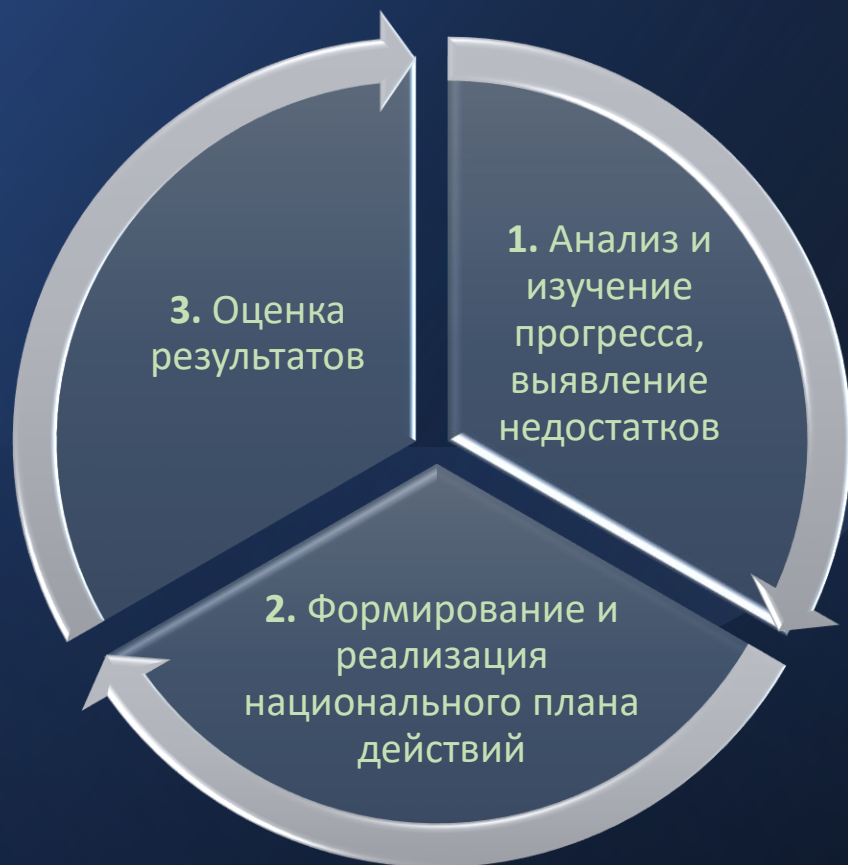 1. Анализ и
изучение
прогресса,
выявление
недостатков
2. Формирование и
реализация
национального плана
действий
3. Оценка
результатов